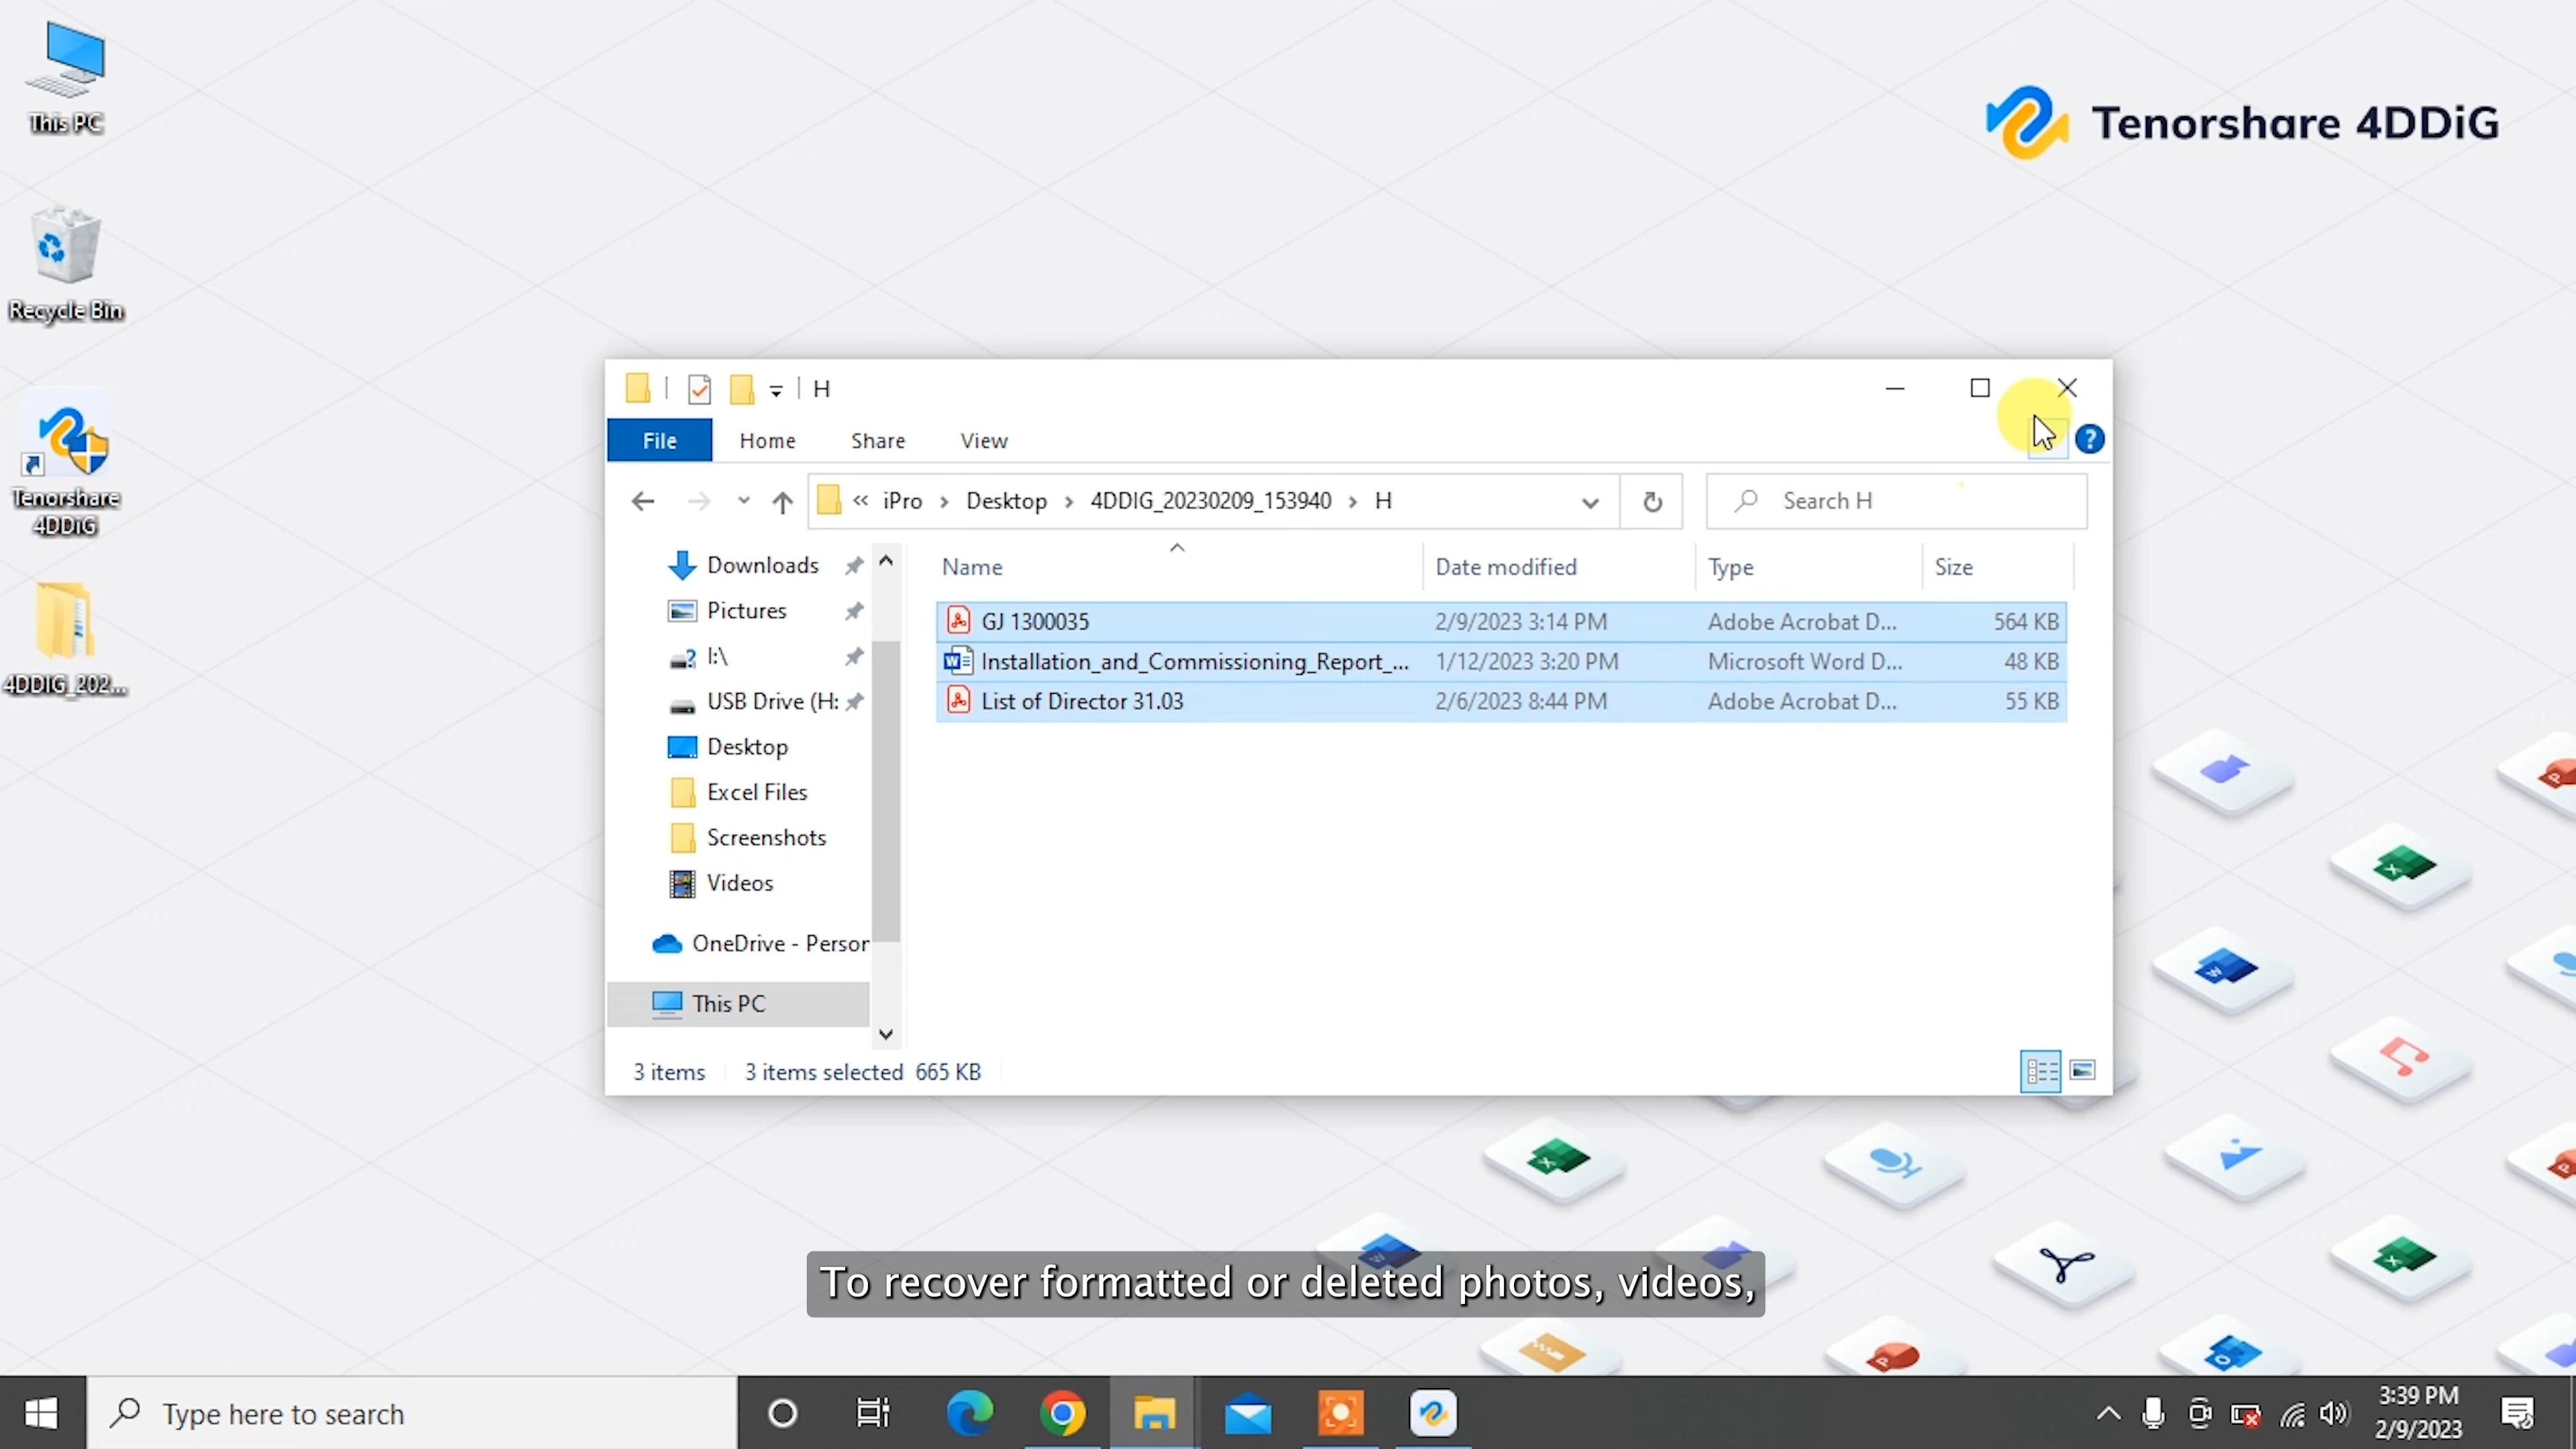 This PC
Recycle Bin
Tenorshare
4DDiG
4DDIG_202...
Tenorshare 4DDiG
H
File Home Share View
?
« iPro > Desktop > 4DDIG_20230209_153940 > H
Search H
Downloads
Pictures
I:\
USB Drive (H:
Desktop
Excel Files
Screenshots
Videos
OneDrive - Person
This PC
Name Date modified Type Size
GJ 1300035 2/9/2023 3:14 PM Adobe Acrobat D... 564 KB
Installation_and_Commissioning_Report_... 1/12/2023 3:20 PM Microsoft Word D... 48 KB
List of Director 31.03 2/6/2023 8:44 PM Adobe Acrobat D... 55 KB
3 items 3 items selected 665 KB
To recover formatted or deleted photos, videos,
Type here to search
3:39 PM
2/9/2023